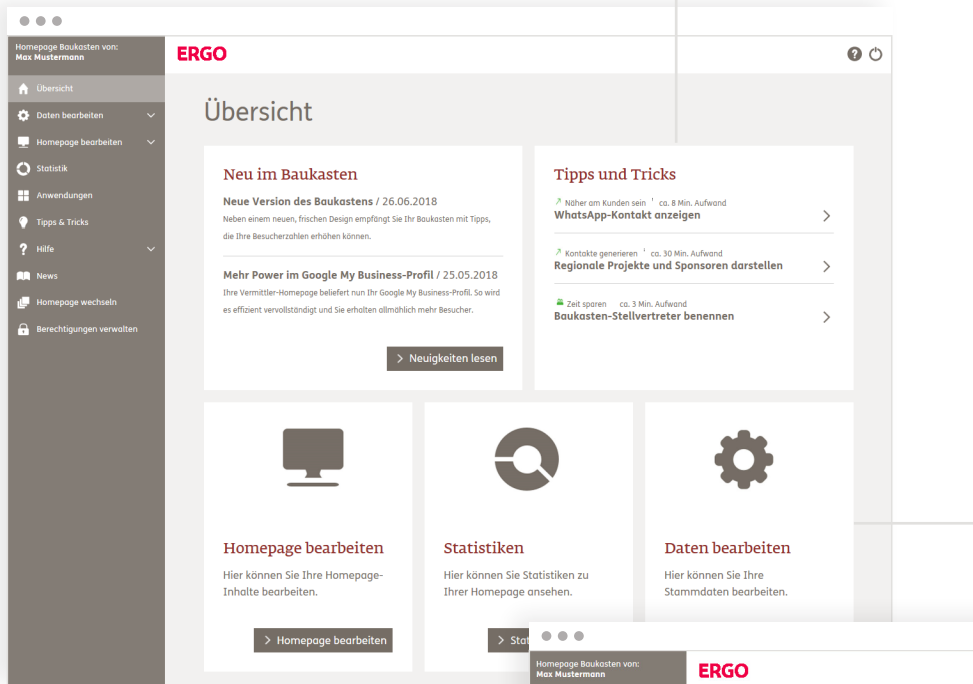 Homepage Baukasten von:
Max Mustermann
ERGO
?
Übersicht
Daten bearbeiten
Homepage bearbeiten
Statistik
Anwendungen
Tipps & Tricks
? Hilfe
News
Homepage wechseln
Berechtigungen verwalten
Übersicht
Neu im Baukasten
Neue Version des Baukastens / 26.06.2018
Neben einem neuen, frischen Design empfängt Sie Ihr Baukasten mit Tipps,
die Ihre Besucherzahlen erhöhen können.
Mehr Power im Google My Business-Profil / 25.05.2018
Ihre Vermittler-Homepage beliefert nun Ihr Google My Business-Profil. So wird
es effizient vervollständigt und Sie erhalten allmählich mehr Besucher.
Neuigkeiten lesen
Tipps und Tricks
Näher am Kunden sein ca. 8 Min. Aufwand
WhatsApp-Kontakt anzeigen
Kontakte generieren ca. 30 Min. Aufwand
Regionale Projekte und Sponsoren darstellen
Zeit sparen ca. 3 Min. Aufwand
Baukasten-Stellvertreter benennen
Homepage bearbeiten
Hier können Sie Ihre Homepage-
Inhalte bearbeiten.
Homepage bearbeiten
Statistiken
Hier können Sie Statistiken zu
Ihrer Homepage ansehen.
Daten bearbeiten
Hier können Sie Ihre
Stammdaten bearbeiten.
Homepage Baukasten von:
Max Mustermann
ERGO